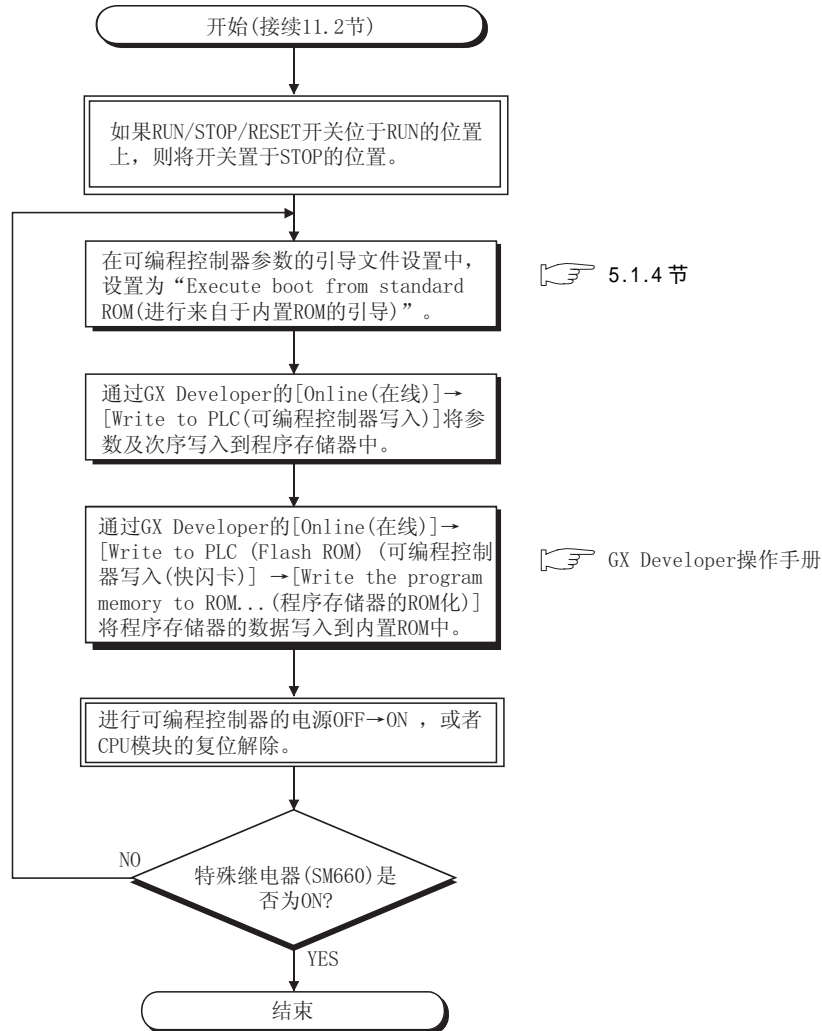 开始(接续11.2节)
如果RUN/STOP/RESET开关位于RUN的位置
上，则将开关置于STOP的位置。
在可编程控制器参数的引导文件设置中，
设置为“Execute boot from standard
ROM(进行来自于内置ROM的引导)”。
5.1.4 节
通过GX Developer的[Online(在线)]→
[Write to PLC(可编程控制器写入)]将参
数及次序写入到程序存储器中。
通过GX Developer的[Online(在线)]→
[Write to PLC (Flash ROM) (可编程控制
器写入(快闪卡)] →[Write the program
memory to ROM...(程序存储器的ROM化)]
将程序存储器的数据写入到内置ROM中。
GX Developer操作手册
进行可编程控制器的电源OFF→ON ，或者
CPU模块的复位解除。
NO
特殊继电器(SM660)是
否为ON?
YES
结束